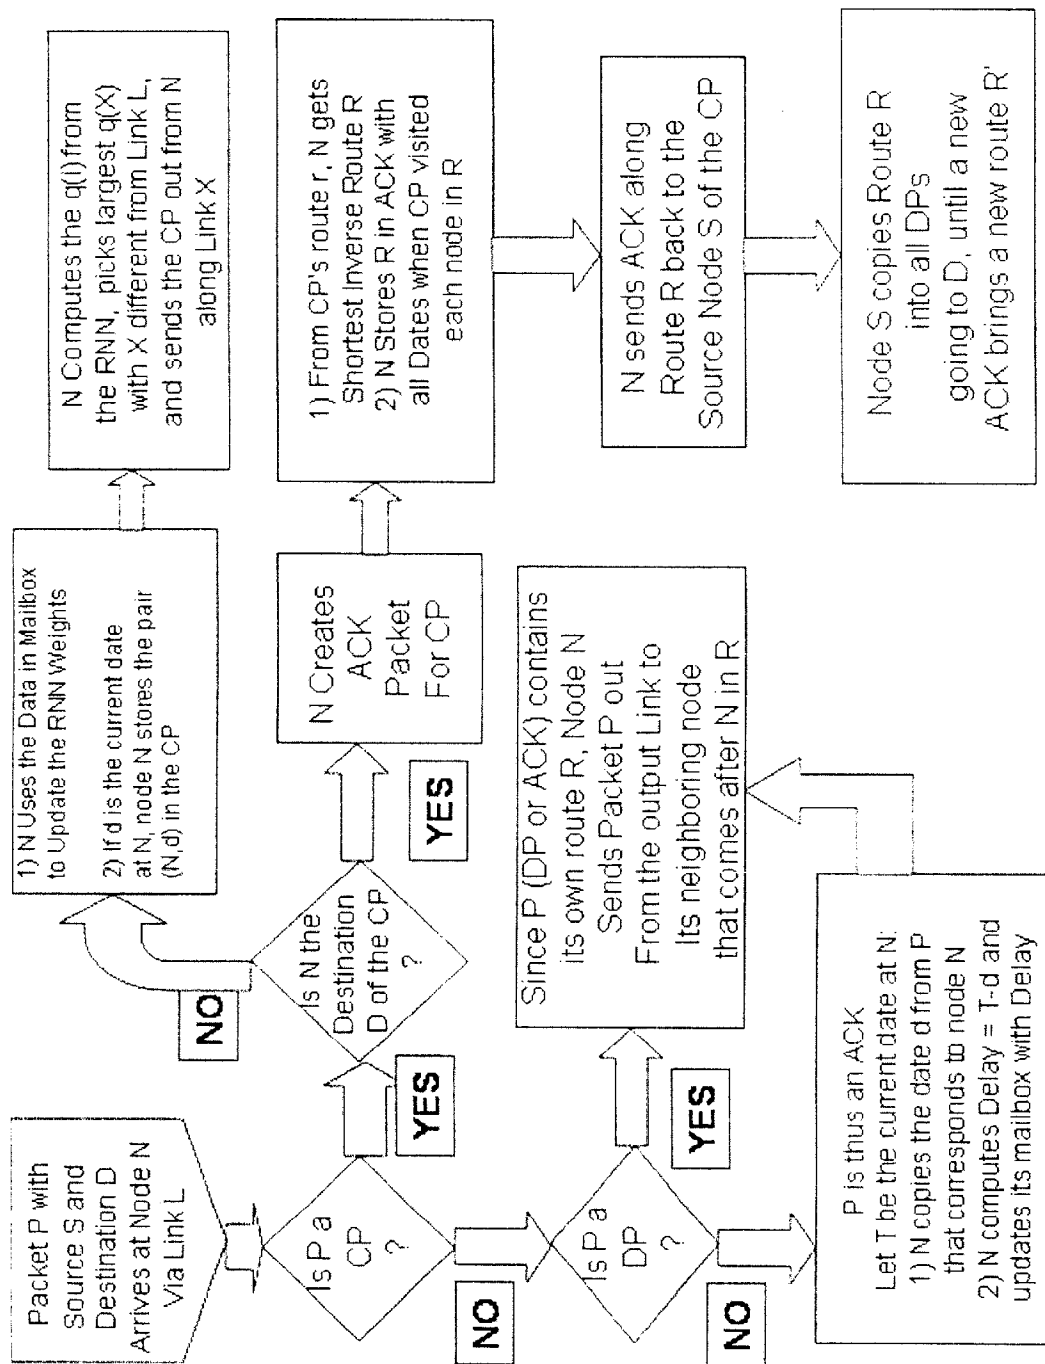 Packet P with
Source S and
Destination D
Arrives at Node N
Via Link L
Is P a
CP
?
YES
NO
Is N the
Destination
D of the CP
?
NO
YES
1) N Uses the Data in Mailbox
to Update the RNN Weights
2) If d is the current date
at N, node N stores the pair
(N,d) in the CP
N Computes the q(i) from
the RNN, picks largest q(X)
with X different from Link L,
and sends the CP out from N
along Link X
N Creates
ACK
Packet
For CP
1) From CP's route r, N gets
Shortest Inverse Route R
2) N Stores R in ACK with
all Dates when CP visited
each node in R
N sends ACK along
Route R back to the
Source Node S of the CP
Node S copies Route R
into all DPs
going to D, until a new
ACK brings a new route R'
Is P a
DP
?
YES
NO
Since P (DP or ACK) contains
its own route R, Node N
Sends Packet P out
From the output Link to
Its neighboring node
that comes after N in R
P is thus an ACK
Let T be the current date at N:
1) N copies the date d from P
that corresponds to node N
2) N computes Delay = T-d and
updates its mailbox with Delay